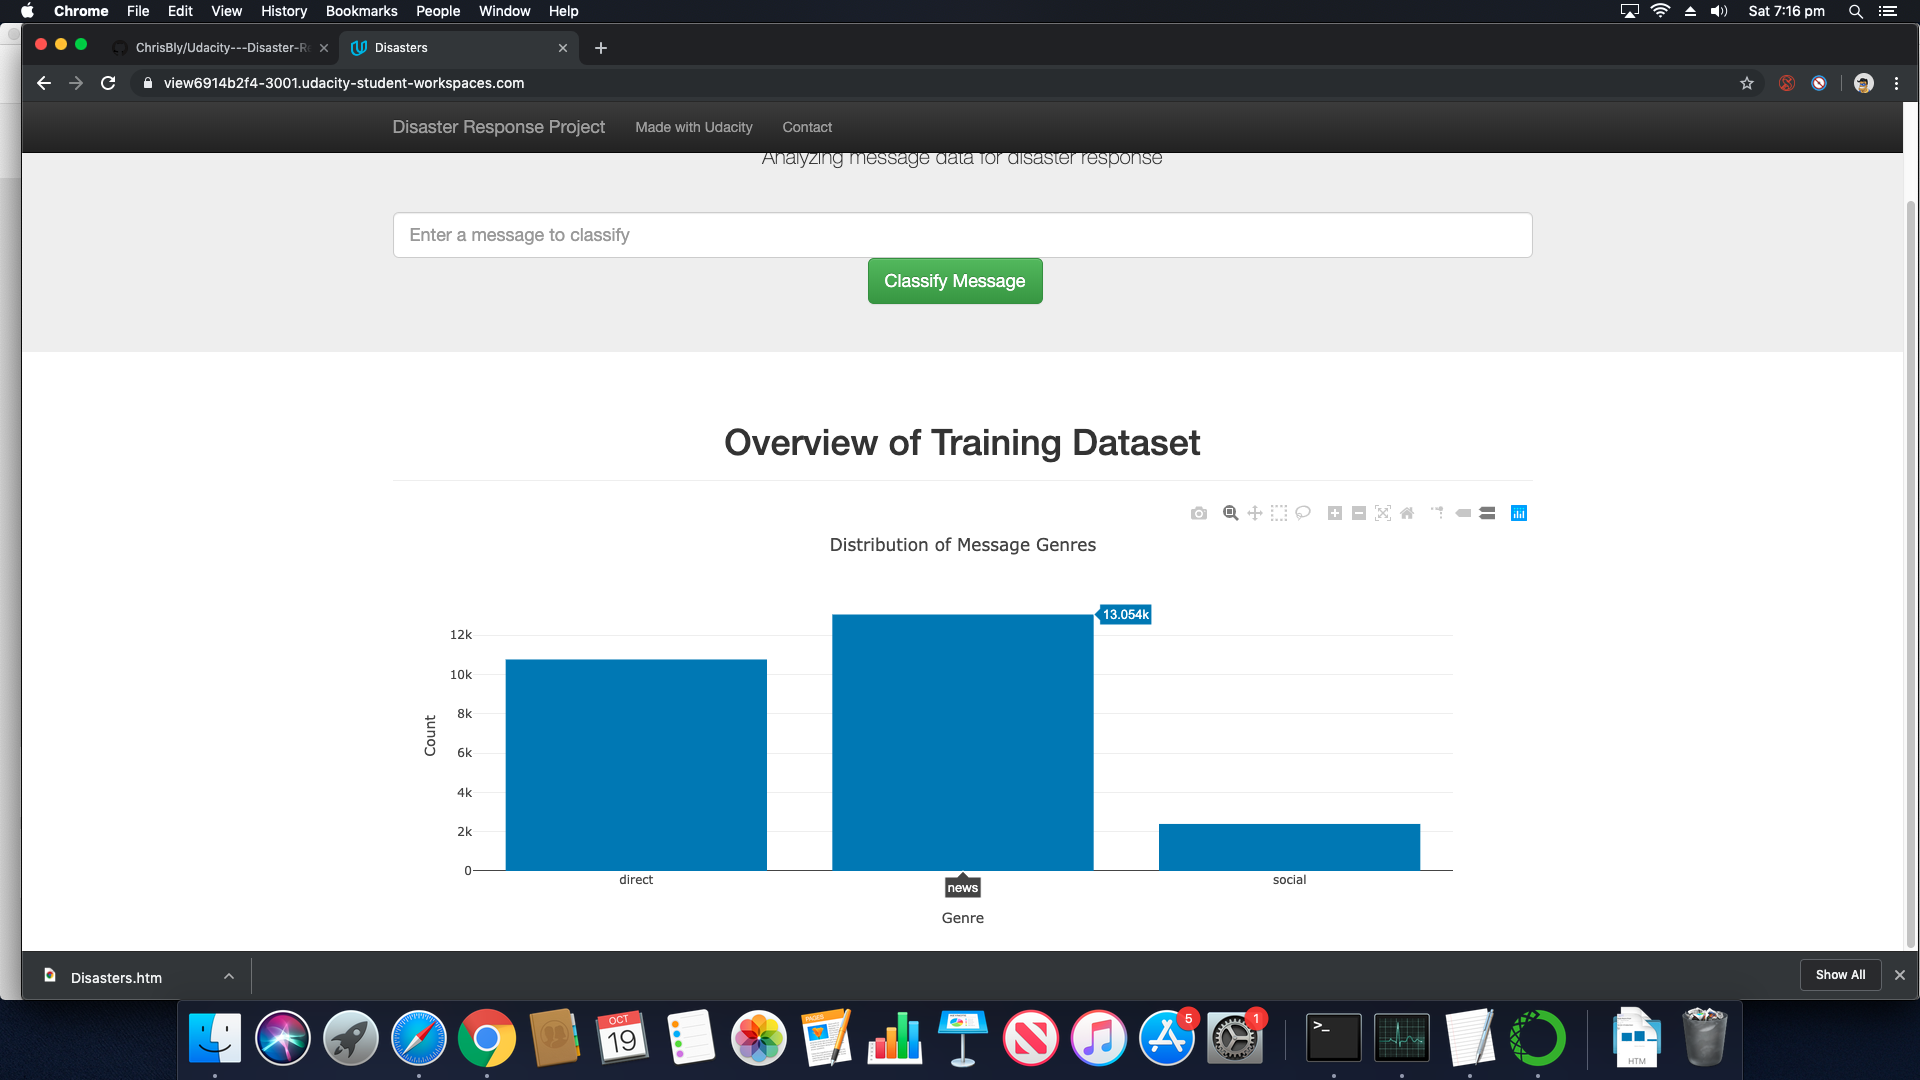 Chrome File Edit View History Bookmarks People Window Help Sat 7:16 pm
ChrisBly/Udacity---Disaster-R Disasters
view6914b2f4-3001.udacity-student-workspaces.com
Disaster Response Project Made with Udacity Contact
Analyzing message data for disaster response
Enter a message to classify
Classify Message
Overview of Training Dataset
Distribution of Message Genres
13.054k
12k
10k
8k
6k
4k
2k
0
Count
direct
news
social
Genre
Disasters.htm Show All
OCT
19
PAGES
5
1
>_
HTM